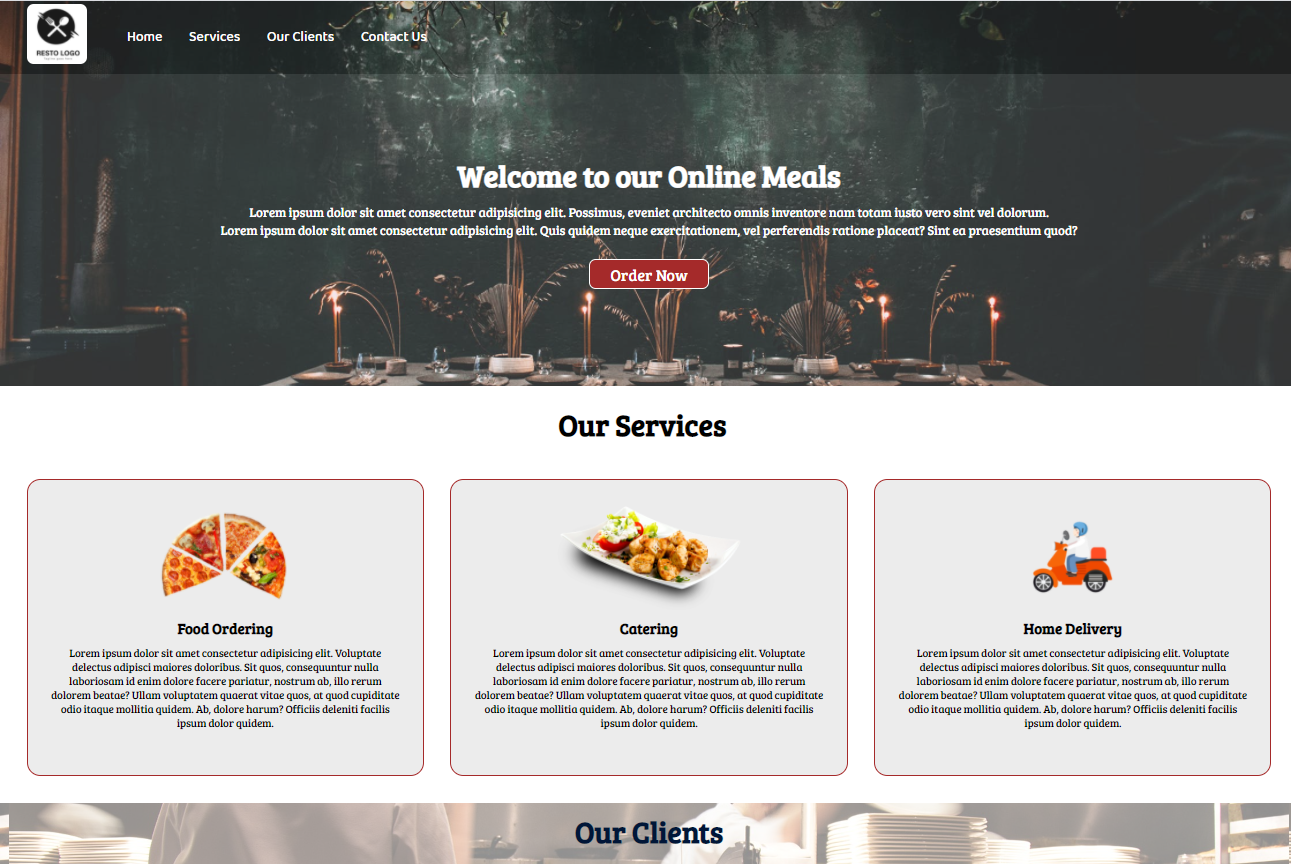 RESTO LOGO
Home Services Our Clients Contact Us
Welcome to our Online Meals
Lorem ipsum dolor sit amet consectetur adipisicing elit. Possimus, eveniet architecto omnis inventore nam totam iusto vero sint vel dolorum.
Lorem ipsum dolor sit amet consectetur adipisicing elit. Quis quidem neque exercitationem, vel perferendis ratione placeat? Sint ea praesentium quod?
Order Now
Our Services
Food Ordering
Lorem ipsum dolor sit amet consectetur adipisicing elit. Voluptate
delectus adipisci maiores doloribus. Sit quos, consequuntur nulla
laboriosam id enim dolore facere pariatur, nostrum ab, illo rerum
dolorem beatae? Ullam voluptatem quaerat vitae quos, at quod cupiditate
odio itaque mollitia quidem. Ab, dolore harum? Officiis deleniti facilis
ipsum dolor quidem.
Catering
Lorem ipsum dolor sit amet consectetur adipisicing elit. Voluptate
delectus adipisci maiores doloribus. Sit quos, consequuntur nulla
laboriosam id enim dolore facere pariatur, nostrum ab, illo rerum
dolorem beatae? Ullam voluptatem quaerat vitae quos, at quod cupiditate
odio itaque mollitia quidem. Ab, dolore harum? Officiis deleniti facilis
ipsum dolor quidem.
Home Delivery
Lorem ipsum dolor sit amet consectetur adipisicing elit. Voluptate
delectus adipisci maiores doloribus. Sit quos, consequuntur nulla
laboriosam id enim dolore facere pariatur, nostrum ab, illo rerum
dolorem beatae? Ullam voluptatem quaerat vitae quos, at quod cupiditate
odio itaque mollitia quidem. Ab, dolore harum? Officiis deleniti facilis
ipsum dolor quidem.
Our Clients